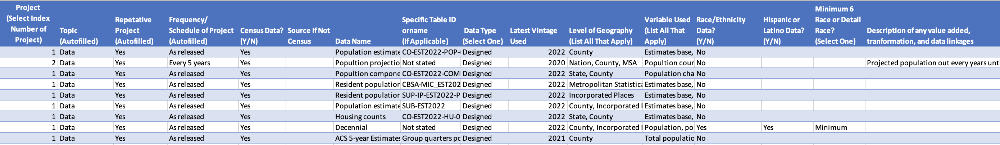 Project (Select Index Number of Project) Topic (Autofilled) Repetative Project (Autofilled) Frequency/ Schedule of Project (Autofilled) Census Data? (Y/N) Source If Not Census Data Name Specific Table ID orname (If Applicable) Data Type (Select One) Latest Vintage Used Level of Geography (List All That Apply) Variable Used (List All That Apply) Race/Ethnicity Data? (Y/N) Hispanic or Latino Data? (Y/N) Minimum 6 Race or Detail Race? (Select One) Description of any value added, tranformation, and data linkages
1 Data Yes As released Yes Population estimate CO-EST2022-POP- Designed 2022 County Estimates base, No
2 Data Yes Every 5 years Yes Popultion projectio Not stated Designed 2020 Nation, County, MSA Popultion cour No Projected population out every years unti
1 Data Yes As released Yes Popultion compone CO-EST2022-COM Designed 2022 State, County Population cha No
1 Data Yes As released Yes Resident population CBSA-MIC_EST202 Designed 2022 Metropolitan Statistica Estimates base, No
1 Data Yes As released Yes Resident population SUP-IP-EST2022-P Designed 2022 Incorporated Places Estimates base, No
1 Data Yes As released Yes Population estimate SUB-EST2022 Designed 2022 County, Incorporated Estimates base, No
1 Data Yes As released Yes Housing counts CO-EST2022-HU-0 Designed 2022 State, County Estimates base, No
1 Data Yes As released Yes Decennial Not stated Designed 2022 County, Incorporated Population, po Yes Yes Minimum
1 Data Yes As released Yes ACS 5-year Estimates Group quarters po Designed 2021 County Total populatio No